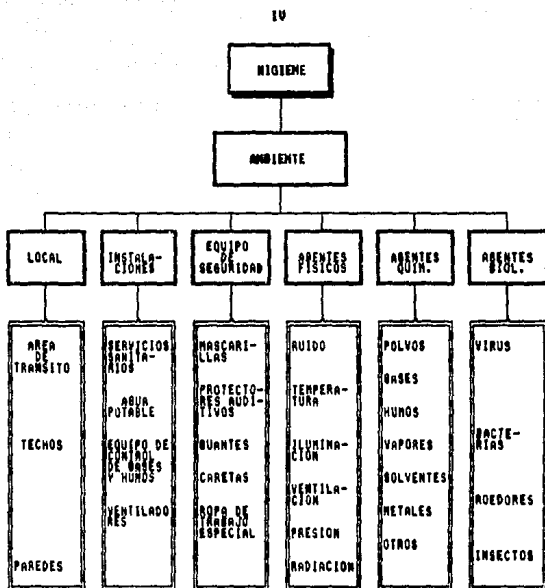 IV
HIGIENE
AMBIENTE
LOCAL
INSTALA-
CIONES
EQUIPO
DE
SEGURIDAD
AGENTES
FISICOS
AGENTES
QUIM.
AGENTES
BIOL.
AREA
DE
TRANSITO
TECHOS
PAREDES
SERVICIOS
SANITA-
RIOS
AGUA
POTABLE
EQUIPO DE
CONTROL
DE GASES
Y HUMOS
VENTILADO
RES
MASCARI-
LLAS
PROTECTO-
RES AUDI-
TIVOS
GUANTES
CARETAS
ROPA DE
TRABAJO
ESPECIAL
RUIDO
TEMPERA-
TURA
ILUMINA-
CION
VENTILA-
CION
PRESION
RADIACION
POLVOS
GASES
HUMOS
VAPORES
SOLVENTES
METALES
OTROS
VIRUS
BACTE-
RIAS
ROEDORES
INSECTOS